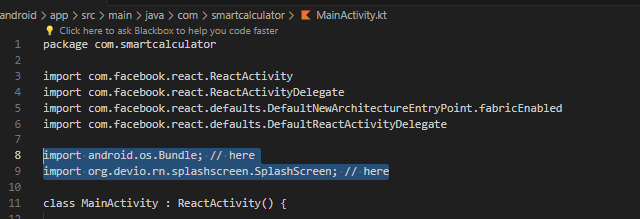 android > app > src > main > java > com > smartcalculator > MainActivity.kt
Click here to ask Blackbox to help you code faster
1 package com.smartcalculator
2
3 import com.facebook.react.ReactActivity
4 import com.facebook.react.ReactActivityDelegate
5 import com.facebook.react.defaults.DefaultNewArchitectureEntryPoint.fabricEnabled
6 import com.facebook.react.defaults.DefaultReactActivityDelegate
7
8 import android.os.Bundle; // here
9 import org.devio.rn.splashscreen.SplashScreen; // here
10
11 class MainActivity : ReactActivity() {